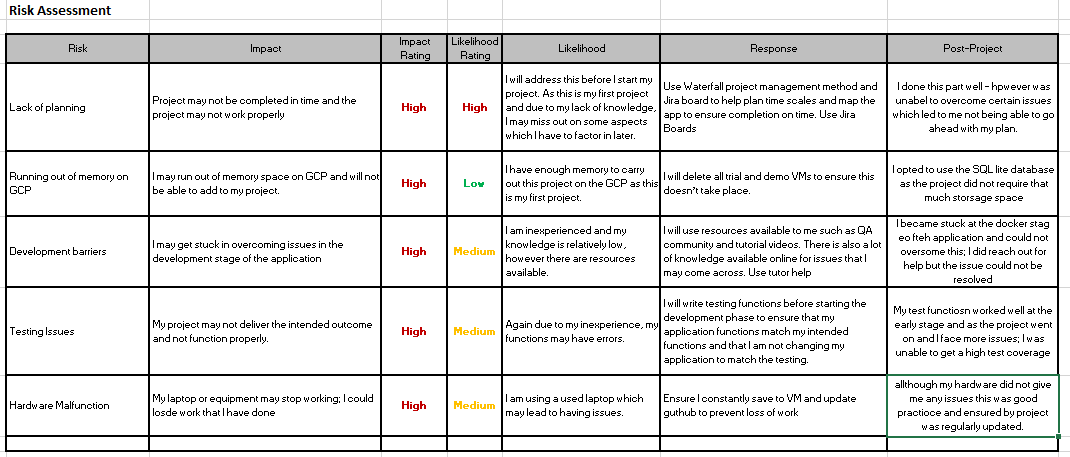 Risk Assessment
Risk
Impact
Impact
Rating
Likelihood
Rating
Likelihood
Response
Post-Project
Lack of planning
Project may not be completed in time and the
project may not work properly
High
High
I will address this before I start my
project. As this is my first project
and due to my lack of knowledge,
I may miss out on some aspects
which I have to factor in later.
Use Waterfall project management method and
Jira board to help plan time scales and map the
app to ensure completion on time. Use Jira
Boards
I done this part well - hpwever was
unabel to overcome certain issues
which led to me not being able to go
ahead with my plan.
Running out of memory on
GCP
I may run out of memory space on GCP and will not
be able to add to my project.
High
Low
I have enough memory to carry
out this project on the GCP as this
is my first project.
I will delete all trial and demo VMs to ensure this
doesn't take place.
I opted to use the SQL lite database
as the project did not require that
much storsage space
Development barriers
I may get stuck in overcoming issues in the
development stage of the application
High
Medium
I am inexperienced and my
knowledge is relatively low,
however there are resources
available.
I will use resources available to me such as QA
community and tutorial videos. There is also a lot
of knowledge available online for issues that I
may come across. Use tutor help
I became stuck at the docker stag
eo fteh application and could not
oversome this; I did reach out for
help but the issue could not be
resolved
Testing Issues
My project may not deliver the intended outcome
and not function properly.
High
Medium
Again due to my inexperience, my
functions may have errors.
I will write testing functions before starting the
development phase to ensure that my
application functions match my intended
functions and that I am not changing my
application to match the testing.
My test functiosn worked well at the
early stage and as the project went
on and I face more issues; I was
unable to get a high test coverage
Hardware Malfunction
My laptop or equipment may stop working; I could
losde work that I have done
High
Medium
I am using a used laptop which
may lead to having issues.
Ensure I constantly save to VM and update
guthub to prevent loss of work
allthough my hardware did not give
me any issues this was good
practioce and ensured by project
was regularly updated.